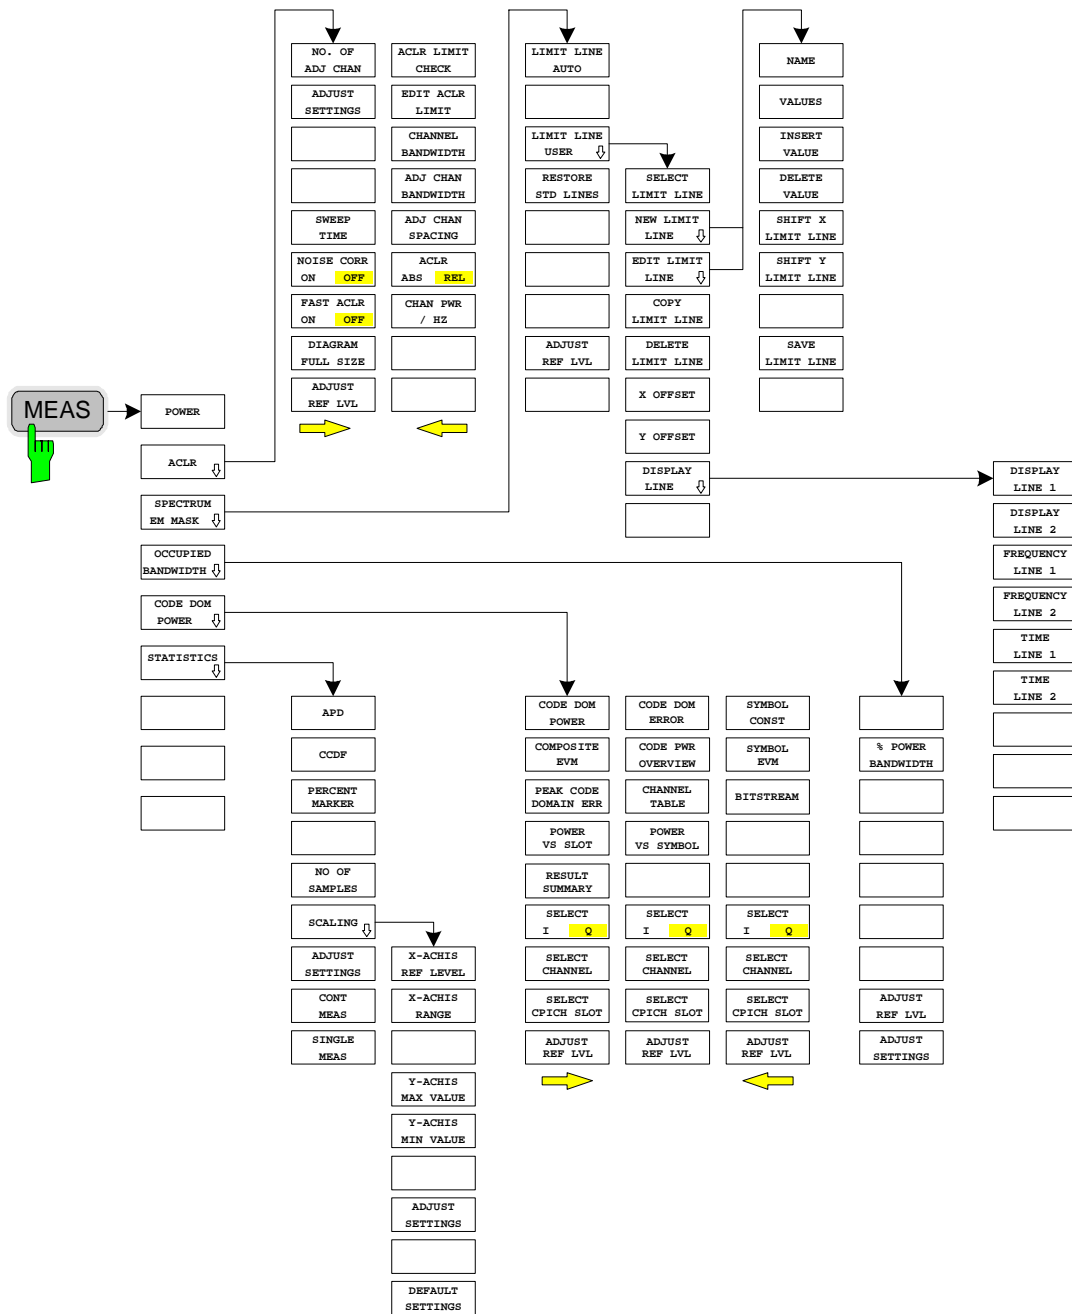 MEAS
POWER
ACLR
SPECTRUM
EM MASK
OCCUPIED
BANDWIDTH
CODE DOM
POWER
STATISTICS
NO. OF
ADJ CHAN
ADJUST
SETTINGS
SWEEP
TIME
NOISE CORR
ON OFF
FAST ACLR
ON OFF
DIAGRAM
FULL SIZE
ADJUST
REF LVL
ACLR LIMIT
CHECK
EDIT ACLR
LIMIT
CHANNEL
BANDWIDTH
ADJ CHAN
BANDWIDTH
ADJ CHAN
SPACING
ACLR
ABS REL
CHAN PWR
/ HZ
LIMIT LINE
AUTO
LIMIT LINE
USER
RESTORE
STD LINES
ADJUST
REF LVL
SELECT
LIMIT LINE
NEW LIMIT
LINE
EDIT LIMIT
LINE
COPY
LIMIT LINE
DELETE
LIMIT LINE
X OFFSET
Y OFFSET
DISPLAY
LINE
NAME
VALUES
INSERT
VALUE
DELETE
VALUE
SHIFT X
LIMIT LINE
SHIFT Y
LIMIT LINE
SAVE
LIMIT LINE
DISPLAY
LINE 1
DISPLAY
LINE 2
FREQUENCY
LINE 1
FREQUENCY
LINE 2
TIME
LINE 1
TIME
LINE 2
APD
CCDF
PERCENT
MARKER
NO OF
SAMPLES
SCALING
ADJUST
SETTINGS
CONT
MEAS
SINGLE
MEAS
X-ACHIS
REF LEVEL
X-ACHIS
RANGE
Y-ACHIS
MAX VALUE
Y-ACHIS
MIN VALUE
ADJUST
SETTINGS
DEFAULT
SETTINGS
CODE DOM
POWER
COMPOSITE
EVM
PEAK CODE
DOMAIN ERR
POWER
VS SLOT
RESULT
SUMMARY
SELECT
I Q
SELECT
CHANNEL
SELECT
CPICH SLOT
ADJUST
REF LVL
CODE DOM
ERROR
CODE PWR
OVERVIEW
CHANNEL
TABLE
POWER
VS SYMBOL
SELECT
I Q
SELECT
CHANNEL
SELECT
CPICH SLOT
ADJUST
REF LVL
SYMBOL
CONST
SYMBOL
EVM
BITSTREAM
SELECT
I Q
SELECT
CHANNEL
SELECT
CPICH SLOT
ADJUST
REF LVL
% POWER
BANDWIDTH
ADJUST
REF LVL
ADJUST
SETTINGS